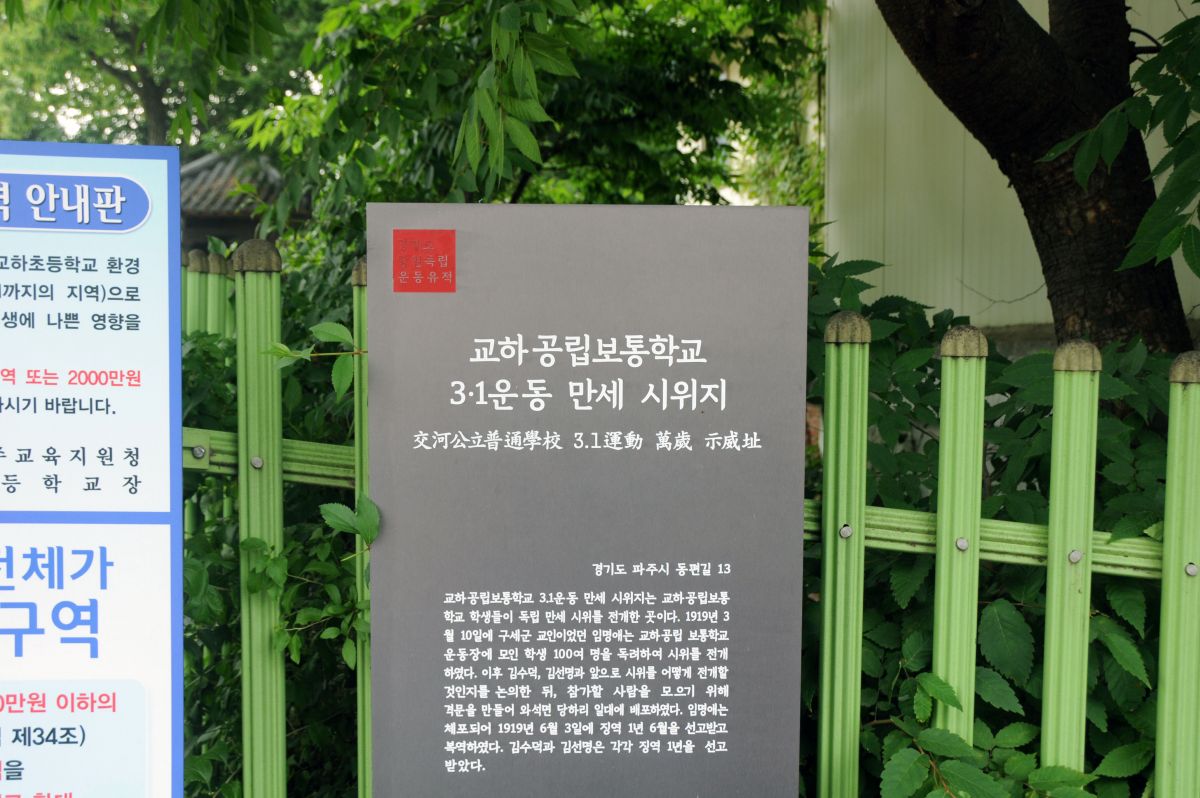 안내판
교하초등학교 환경
까지의 지역)으로
생에 나쁜 영향을
역 또는 2000만원
하시기 바랍니다.
주교육지원청
등학교장
전체가
구역
0만원 이하의
제34조)
을
경기도
항일독립
운동유적
교하공립보통학교
3·1운동 만세 시위지
交河公立普通學校 3.1運動 萬歲 示威址
경기도 파주시 동편길 13
교하공립보통학교 3.1운동 만세 시위지는 교하공립보통
학교 학생들이 독립 만세 시위를 전개한 곳이다. 1919년 3
월 10일에 구세군 교인이었던 임명애는 교하공립 보통학교
운동장에 모인 학생 100여 명을 독려하여 시위를 전개
하였다. 이후 김수덕, 김선명과 앞으로 시위를 어떻게 전개할
것인지를 논의한 뒤, 참가할 사람을 모으기 위해
격문을 만들어 와석면 당하리 일대에 배포하였다. 임명애는
체포되어 1919년 6월 3일에 징역 1년 6월을 선고받고
복역하였다. 김수덕과 김선명은 각각 징역 1년을 선고
받았다.